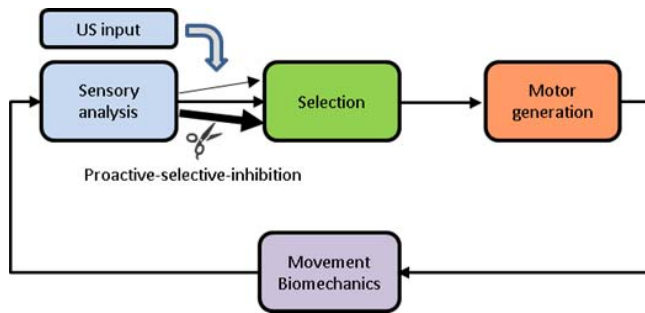 US input
Sensory
analysis
Selection
Motor
generation
Proactive-selective-inhibition
Movement
Biomechanics